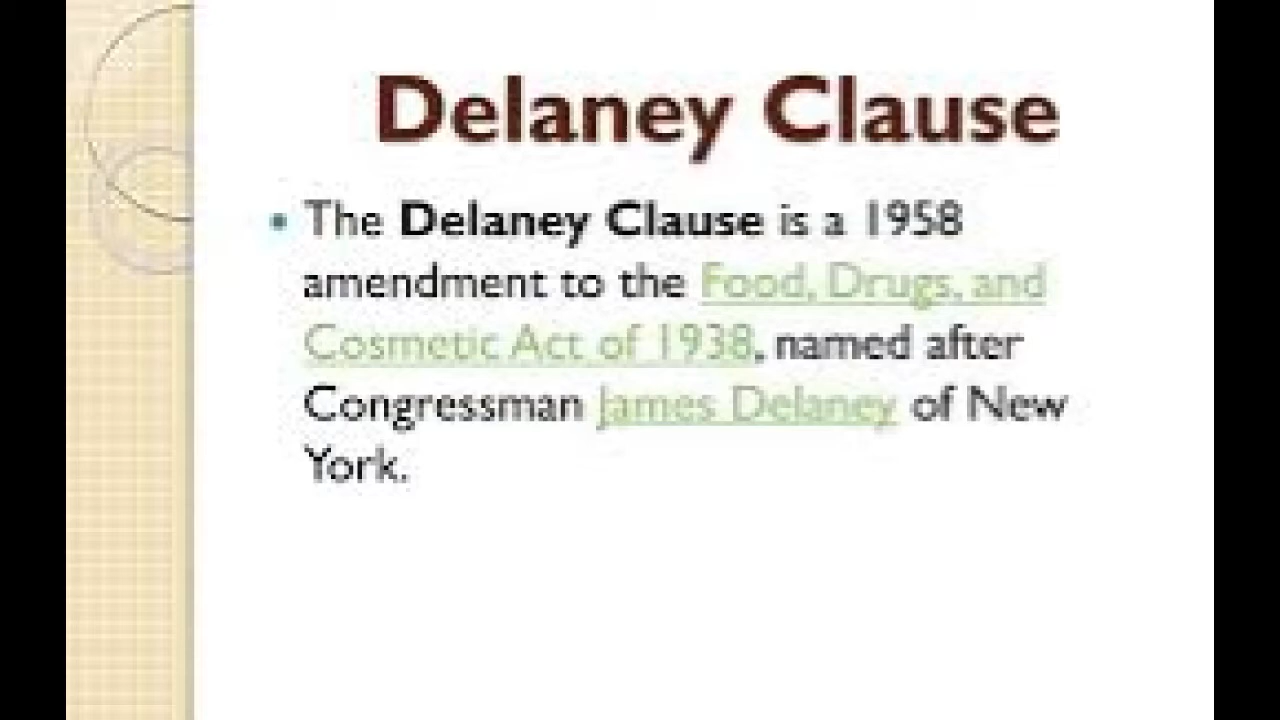 Delaney Clause
• The Delaney Clause is a 1958
amendment to the Food, Drugs, and
Cosmetic Act of 1938, named after
Congressman James Delaney of New
York.